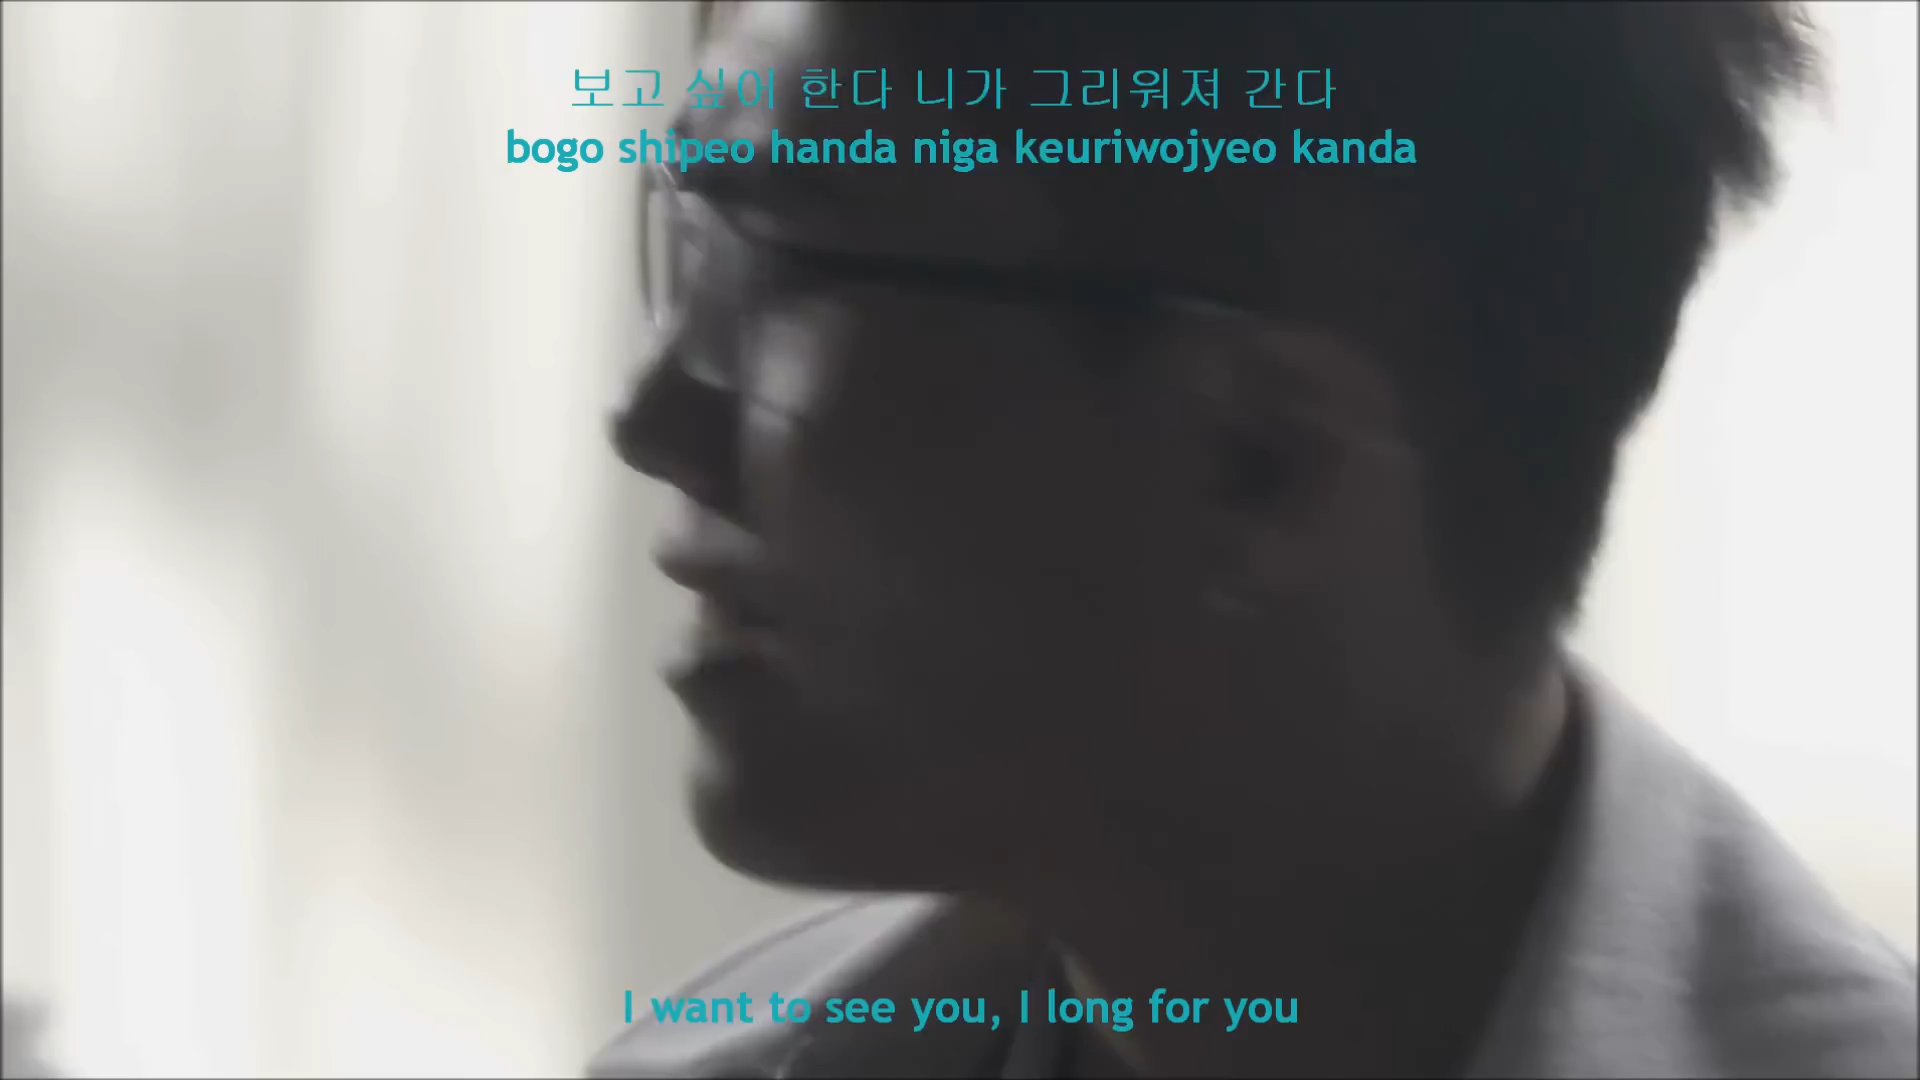 보고 싶어 한다 니가 그리워져 간다
bogo shipeo handa niga keuriwojyeo kanda
I want to see you, I long for you